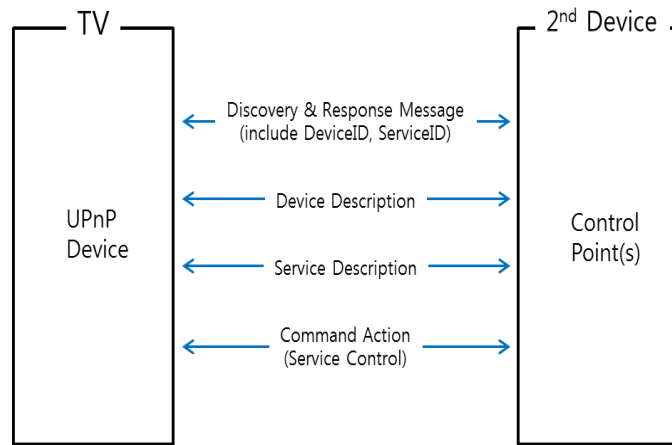 TV
2nd Device
Discovery & Response Message
(include DeviceID, ServiceID)
Device Description
UPnP
Device
Control
Point(s)
Service Description
Command Action
(Service Control)